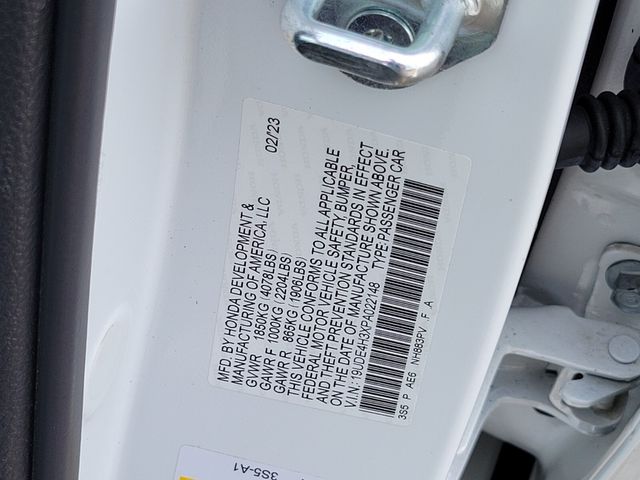 MFD BY HONDA DEVELOPMENT & 02/'23
MANUFACTURING OF AMERICA, LLC
GVWR 1850KG (4078LBS)
GAWR F 1000KG (2204LBS)
GAWR R 865KG (1906LBS)
THIS VEHICLE CONFORMS TO ALL APPLICABLE
FEDERAL MOTOR VEHICLE SAFETY, BUMPER,
AND THEFT PREVENTION STANDARDS IN EFFECT
ON THE DATE OF MANUFACTURE SHOWN ABOVE.
V.I.N.: 19UDE4H3XPA022148 TYPE:PASSENGER CAR
3S5 P AE6 NH883PV F A
3S5-A1